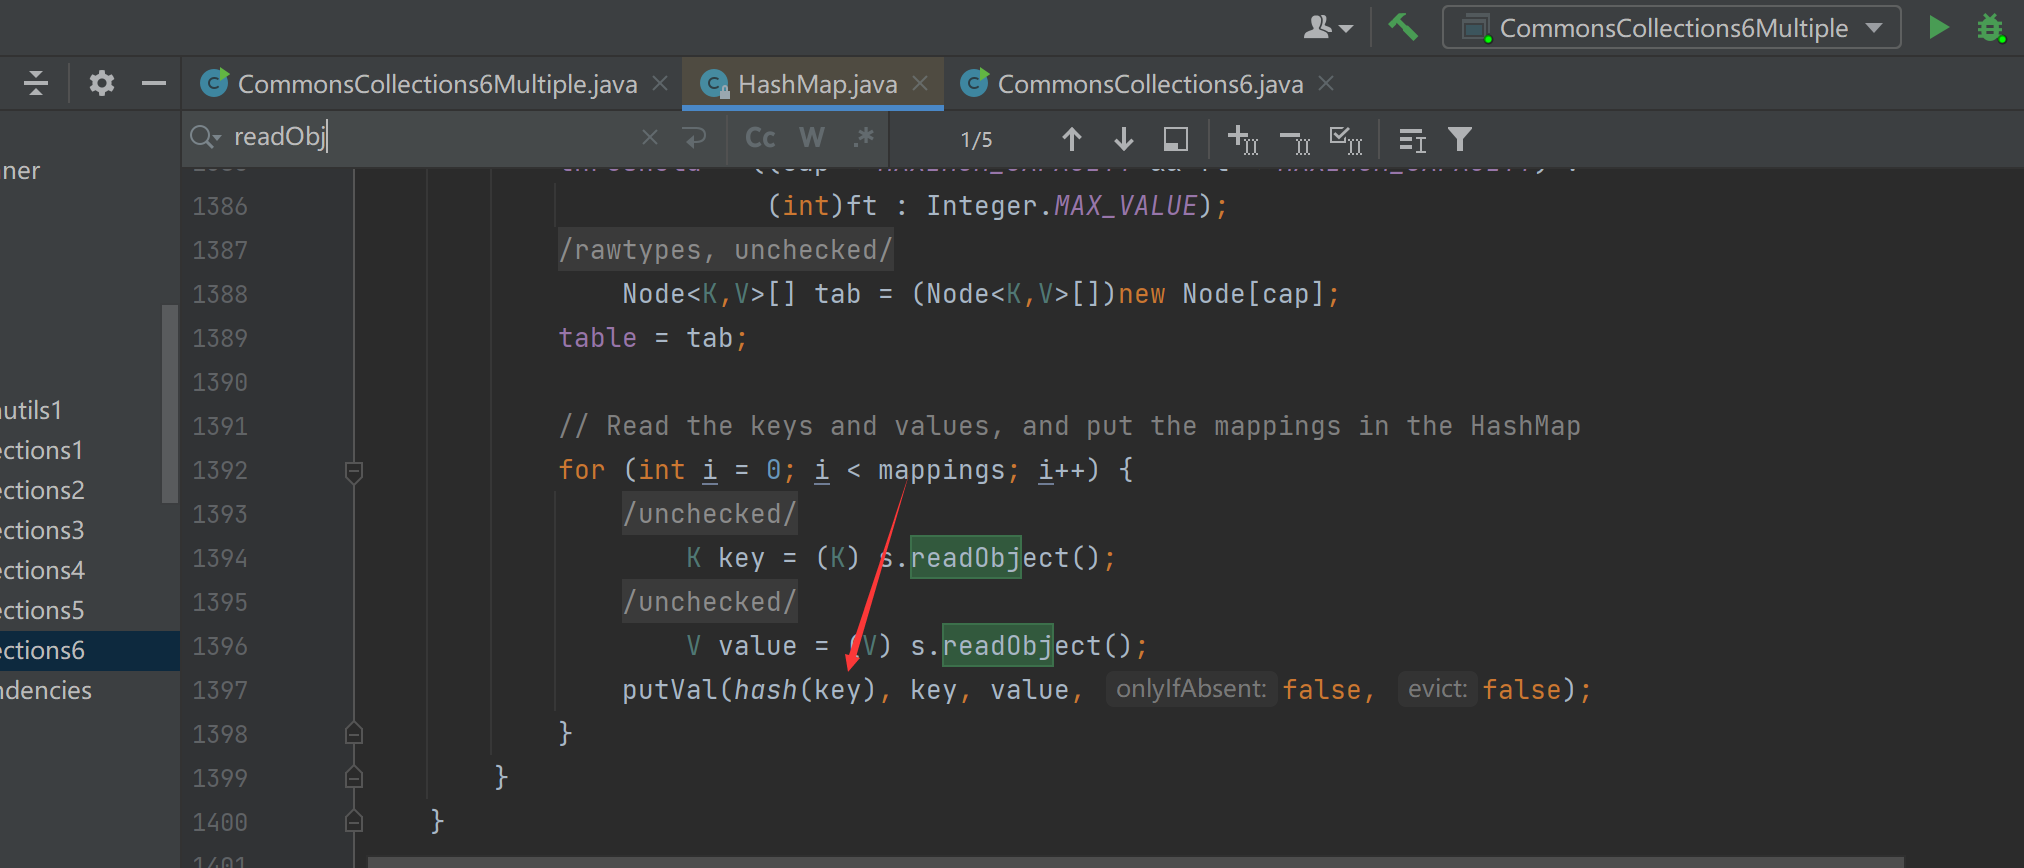 CommonsCollections6Multiple
CommonsCollections6Multiple.java
HashMap.java
CommonsCollections6.java
readObj
Cc W .* 1/5
ner
utils1
ections1
ections2
ections3
ections4
ections5
ections6
ndencies
1386 (int)ft : Integer.MAX_VALUE);
1387 /rawtypes, unchecked/
1388 Node<K,V>[] tab = (Node<K,V>[])new Node[cap];
1389 table = tab;
1390
1391 // Read the keys and values, and put the mappings in the HashMap
1392 for (int i = 0; i < mappings; i++) {
1393 /unchecked/
1394 K key = (K) s.readObject();
1395 /unchecked/
1396 V value = (V) s.readObject();
1397 putVal(hash(key), key, value, onlyIfAbsent: false, evict: false);
1398 }
1399 }
1400 }
1401